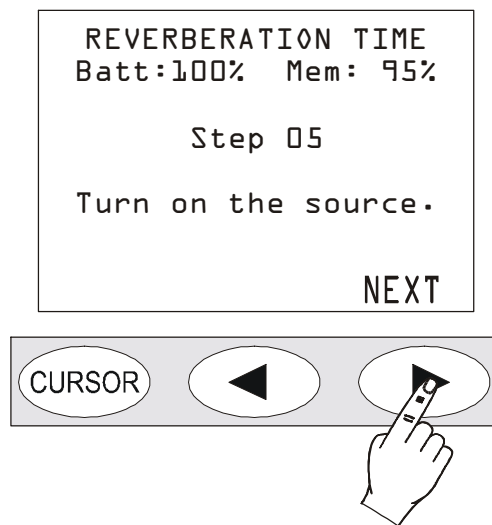 REVERBERATION TIME
Batt:100% Mem: 95%
Step 05
Turn on the source.
NEXT
CURSOR